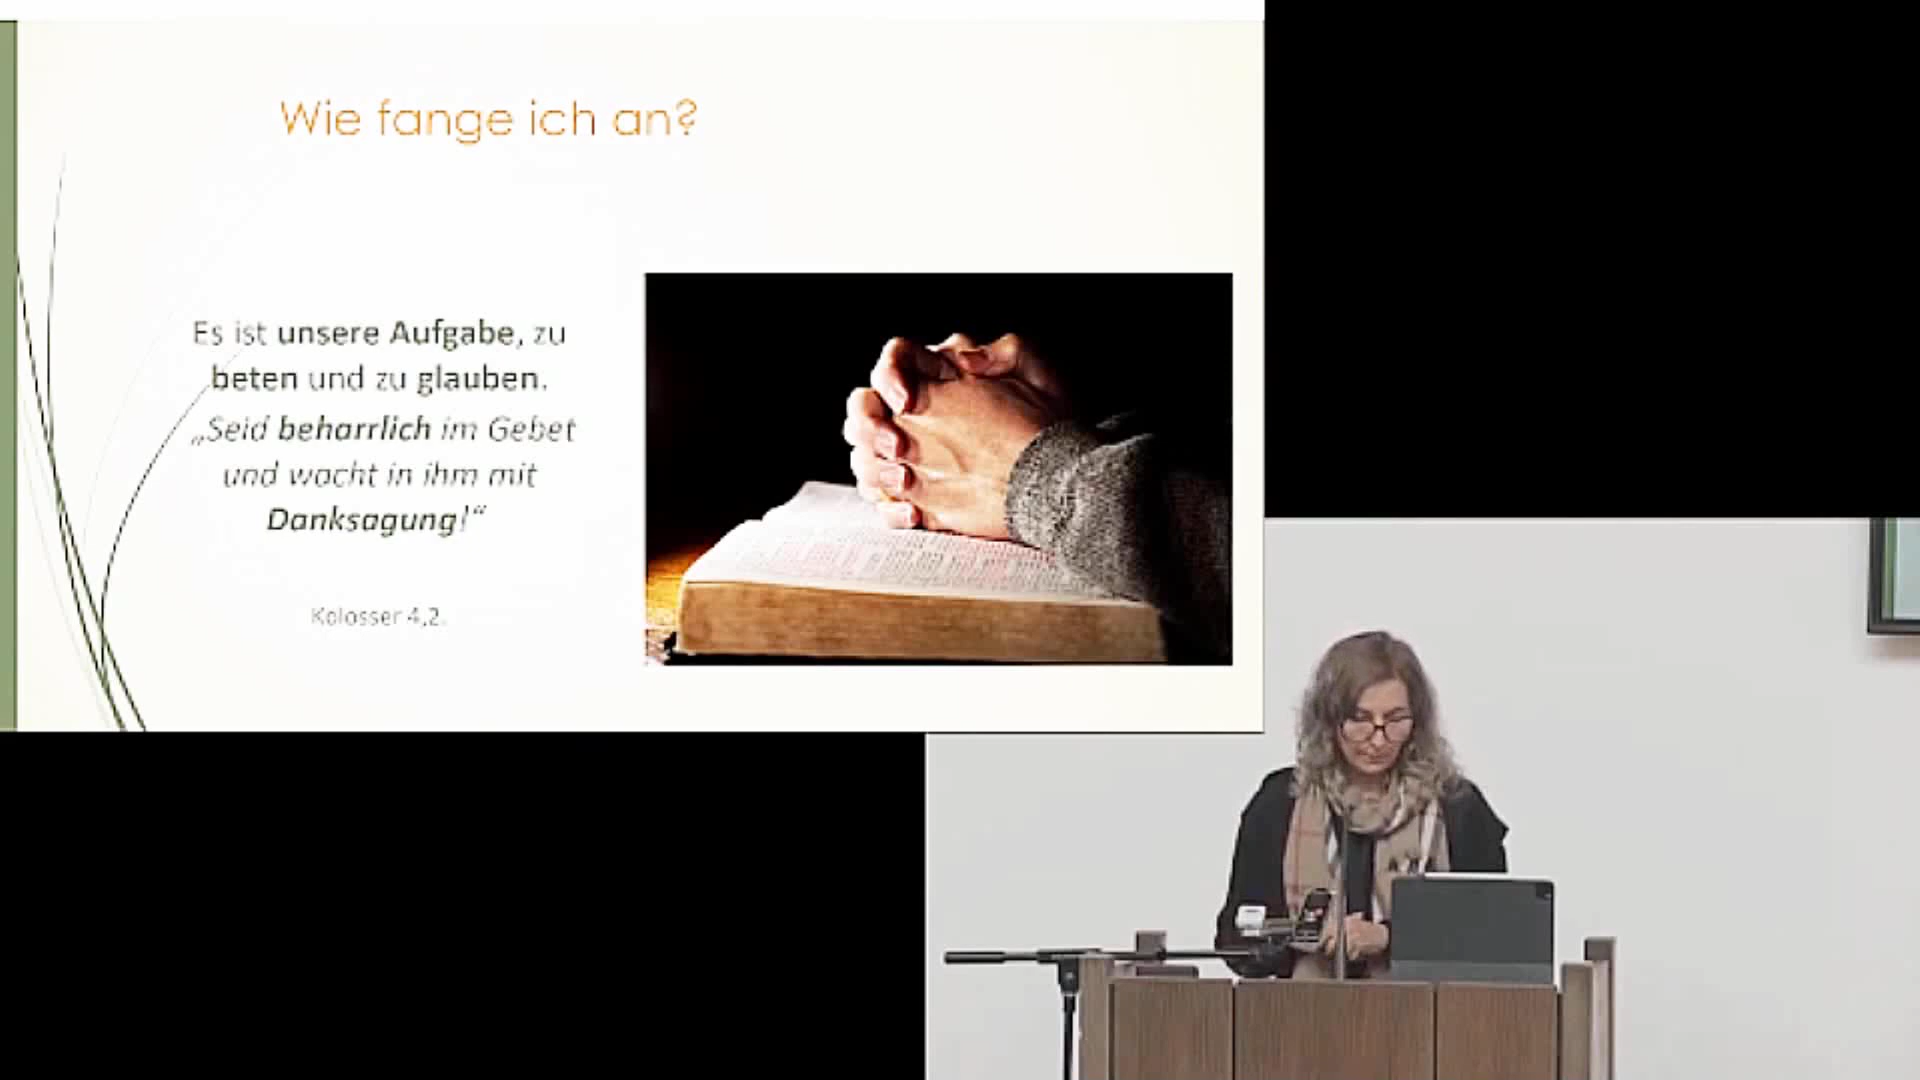 Wie fange ich an?
Es ist unsere Aufgabe, zu
beten und zu glauben.
„Seid beharrlich im Gebet
und wacht in ihm mit
Danksagung!“
Kolosser 4,2.